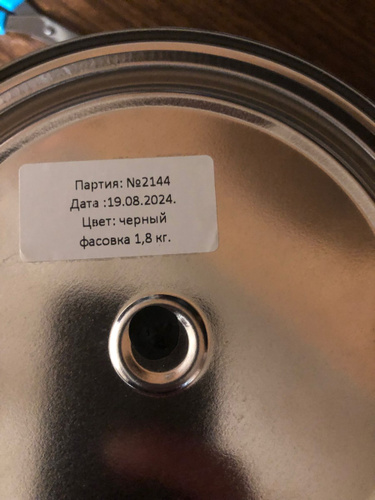 Партия: №2144
Дата :19.08.2024.
Цвет: черный
фасовка 1,8 кг.